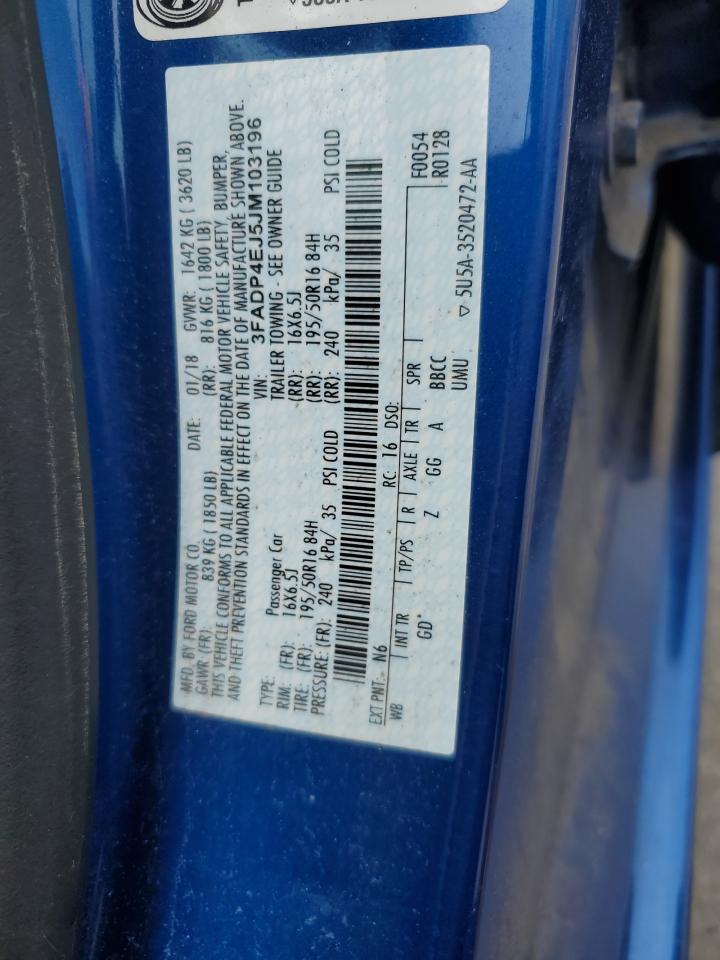 MFD. BY FORD MOTOR CO. DATE: 01/18 GVWR: 1642 KG ( 3620 LB)
GAWR: (FR): 839 KG ( 1850 LB) (RR): 816 KG ( 1800 LB)
THIS VEHICLE CONFORMS TO ALL APPLICABLE FEDERAL MOTOR VEHICLE SAFETY, BUMPER,
AND THEFT PREVENTION STANDARDS IN EFFECT ON THE DATE OF MANUFACTURE SHOWN ABOVE.
VIN: 3FADP4EJ5JM103196
TYPE: Passenger Car TRAILER TOWING - SEE OWNER GUIDE
RIM: (FR): 16X6.5J (RR): 16X6.5J
TIRE: (FR): 195/50R16 84H (RR): 195/50R16 84H
PRESSURE: (FR): 240 kPa/ 35 PSI COLD (RR): 240 kPa/ 35 PSI COLD
EXT PNT: N6 RC: 16 DSO: F0054
WB INT TR TP/PS R AXLE TR SPR R0128
GD* Z GG A BBCC
UMU ▽ 5U5A-3520472-AA